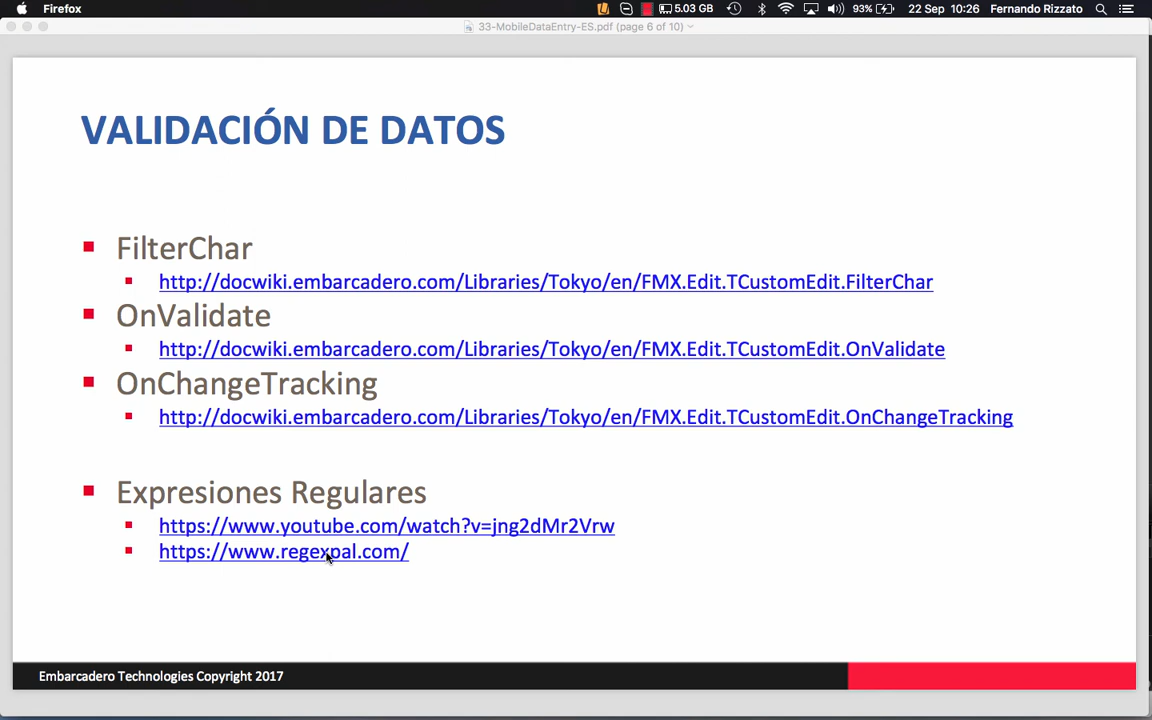 Firefox
5.03 GB
93%
22 Sep 10:26
Fernando Rizzato
33-MobileDataEntry-ES.pdf (page 6 of 10)
VALIDACIÓN DE DATOS
FilterChar
http://docwiki.embarcadero.com/Libraries/Tokyo/en/FMX.Edit.TCustomEdit.FilterChar
OnValidate
http://docwiki.embarcadero.com/Libraries/Tokyo/en/FMX.Edit.TCustomEdit.OnValidate
OnChangeTracking
http://docwiki.embarcadero.com/Libraries/Tokyo/en/FMX.Edit.TCustomEdit.OnChangeTracking
Expresiones Regulares
https://www.youtube.com/watch?v=jng2dMr2Vrw
https://www.regexpal.com/
Embarcadero Technologies Copyright 2017